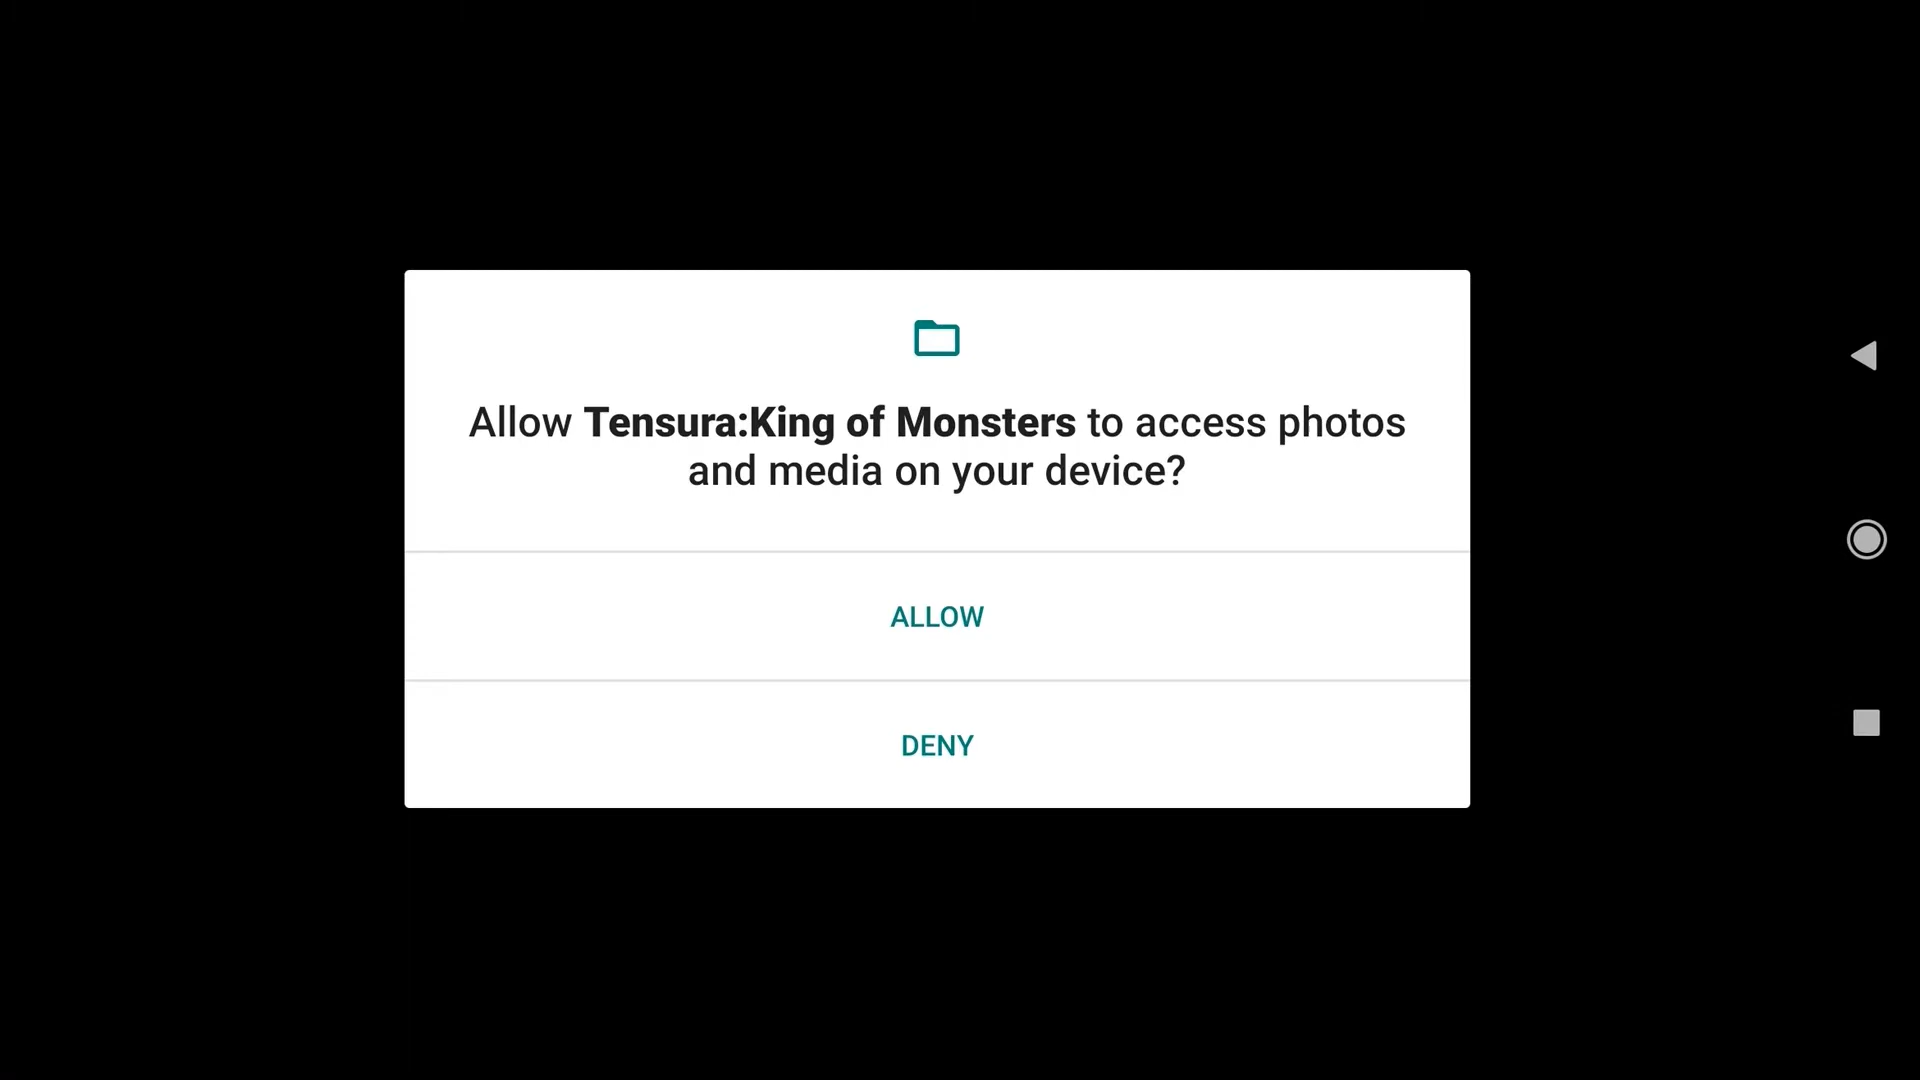 Allow Tensura:King of Monsters to access photos
and media on your device?
ALLOW
DENY